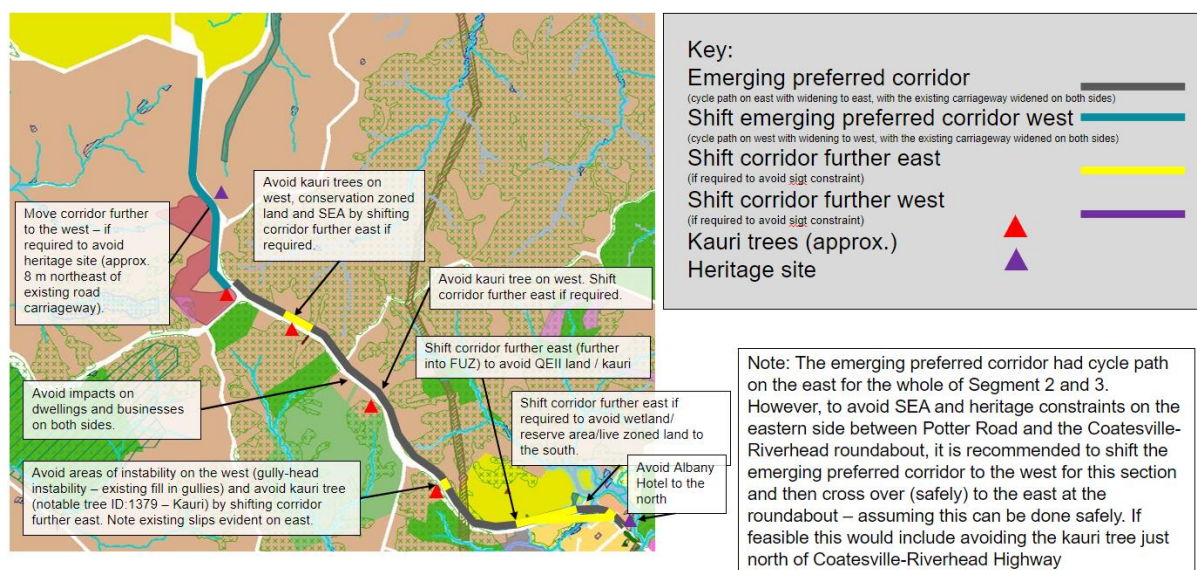 Key:
Emerging preferred corridor
(cycle path on east with widening to east, with the existing carriageway widened on both sides)
Shift emerging preferred corridor west
(cycle path on west with widening to west, with the existing carriageway widened on both sides)
Shift corridor further east
(if required to avoid sigt constraint)
Shift corridor further west
(if required to avoid sigt constraint)
Kauri trees (approx.)
Heritage site
Avoid kauri trees on
west, conservation zoned
land and SEA by shifting
corridor further east if
required.
Move corridor further
to the west – if
required to avoid
heritage site (approx.
8 m northeast of
existing road
carriageway).
Avoid kauri tree on west. Shift
corridor further east if required.
Shift corridor further east (further
into FUZ) to avoid QEII land / kauri
Avoid impacts on
dwellings and businesses
on both sides.
Shift corridor further east if
required to avoid wetland/
reserve area/live zoned land to
the south.
Avoid areas of instability on the west (gully-head
instability – existing fill in gullies) and avoid kauri tree
(notable tree ID:1379 – Kauri) by shifting corridor
further east. Note existing slips evident on east.
Avoid Albany
Hotel to the
north
Note: The emerging preferred corridor had cycle path
on the east for the whole of Segment 2 and 3.
However, to avoid SEA and heritage constraints on the
eastern side between Potter Road and the Coatesville-
Riverhead roundabout, it is recommended to shift the
emerging preferred corridor to the west for this section
and then cross over (safely) to the east at the
roundabout – assuming this can be done safely. If
feasible this would include avoiding the kauri tree just
north of Coatesville-Riverhead Highway